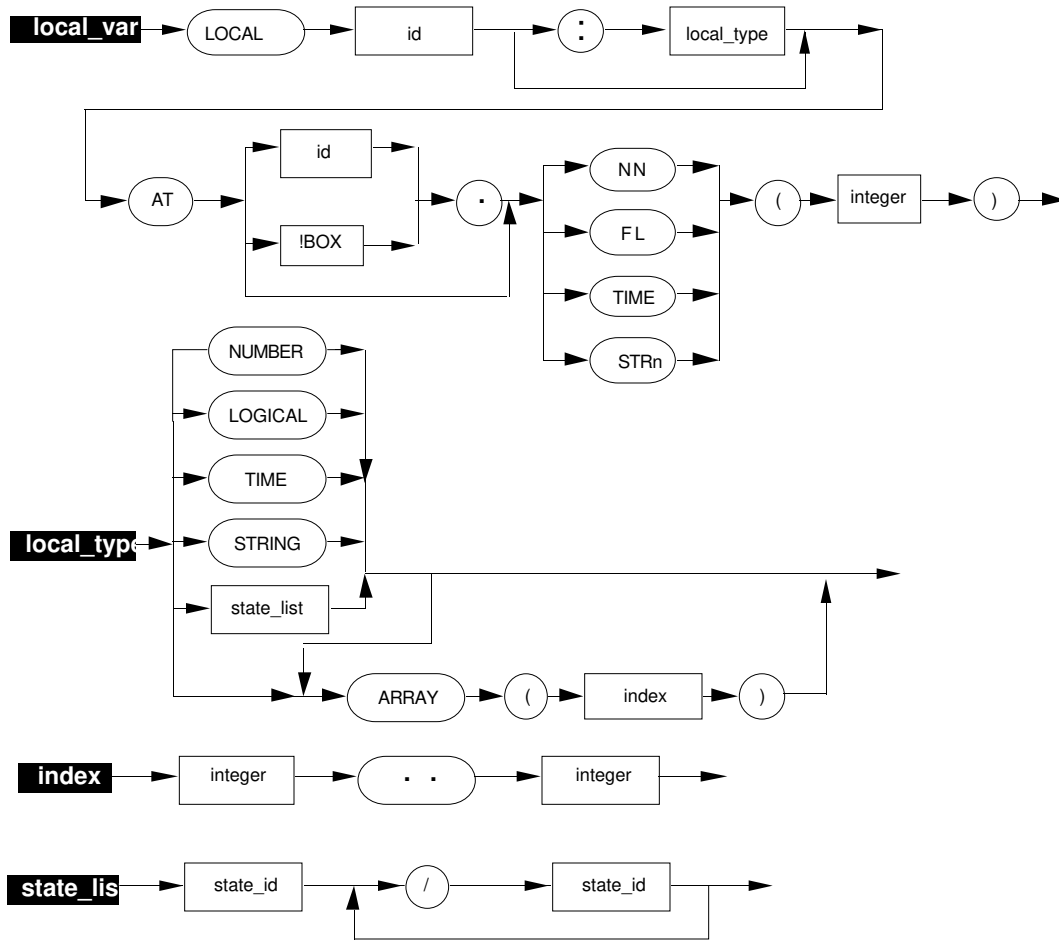 local_var LOCAL id : local_type
AT id . NN ( integer )
!BOX FL
TIME
STRn
NUMBER
LOGICAL
TIME
local_type STRING
state_list
ARRAY ( index )
index integer . . integer
state_lis state_id / state_id